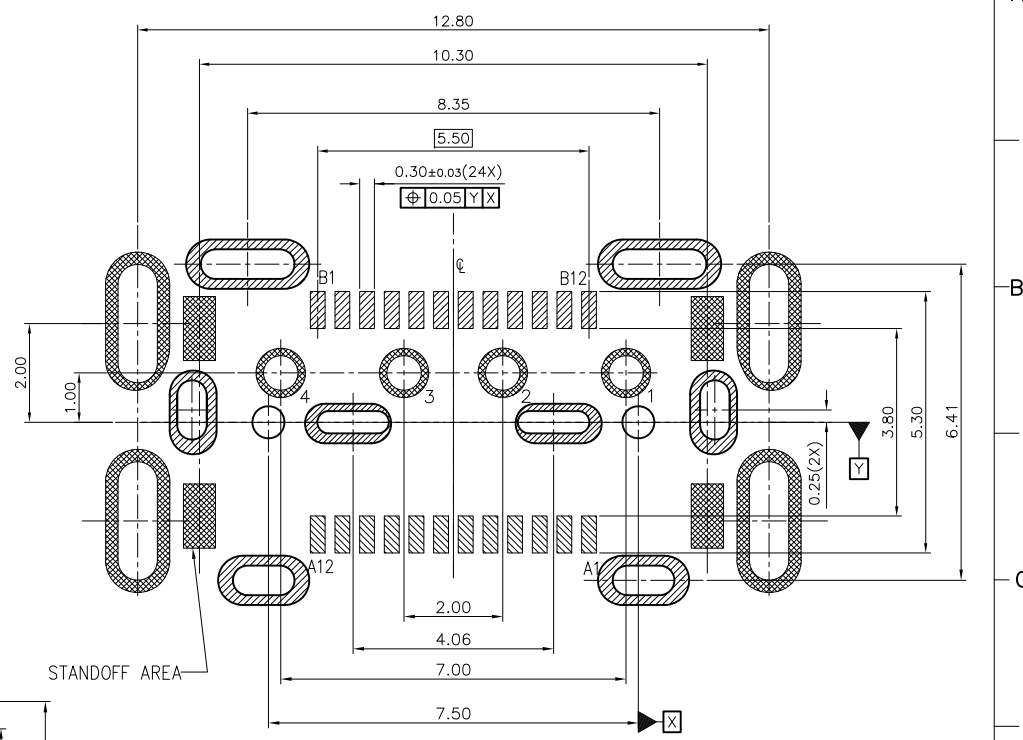 12.80
10.30
8.35
5.50
0.30±0.03(24X)
⌖ 0.05 Y X
℄
B1
B12
B
2.00
1.00
4
3
2
1
3.80
5.30
6.41
0.25(2X)
Y
A12
A1
C
2.00
4.06
7.00
7.50
X
STANDOFF AREA